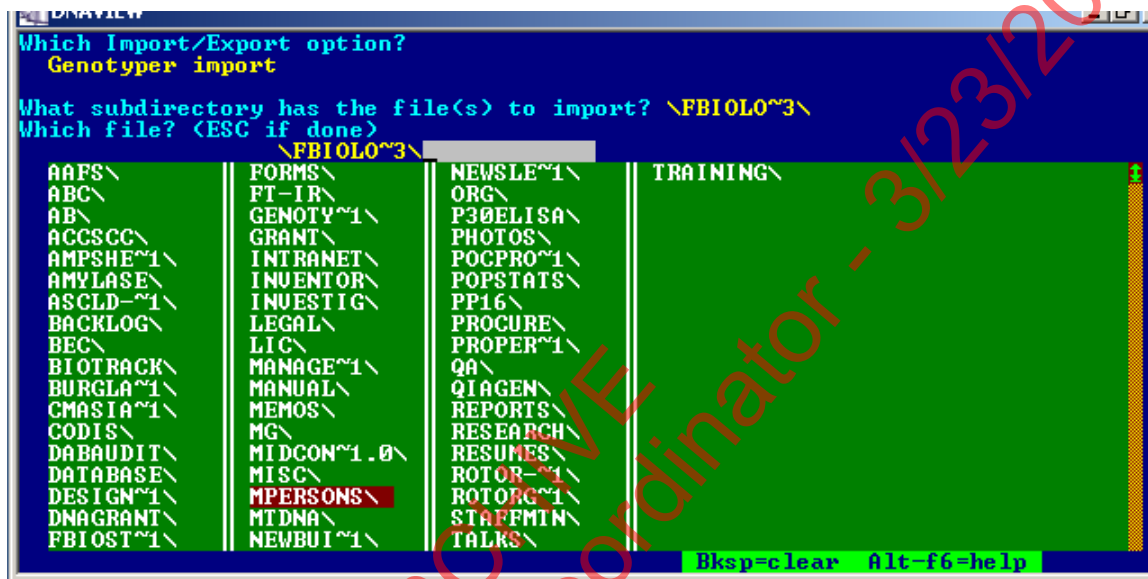 DNAVIEW
Which Import/Export option?
Genotyper import
What subdirectory has the file(s) to import? \FBIOLO~3\
Which file? (ESC if done)
\FBIOLO~3\
AAFS\ FORMS\ NEWSLE~1\ TRAINING\
ABC\ FT-IR\ ORG\
AB\ GENOTY~1\ P30ELISA\
ACCSCC\ GRANT\ PHOTOS\
AMPSHE~1\ INTRANET\ POCPRO~1\
AMYLASE\ INVENTOR\ POPSTATS\
ASCLD-~1\ INVESTIG\ PP16\
BACKLOG\ LEGAL\ PROCURE\
BEC\ LIC\ PROPER~1\
BIOTRACK\ MANAGE~1\ QA\
BURGLA~1\ MANUAL\ QIAGEN\
CMASIA~1\ MEMOS\ REPORTS\
CODIS\ MG\ RESEARCH\
DABAUDIT\ MIDCON~1.0\ RESUMES\
DATABASE\ MISC\ ROTOR-~1\
DESIGN~1\ MPERSONS\ ROTORG~1\
DNAGRANT\ MTDNA\ STAFFMTN\
FBIOST~1\ NEWBUI~1\ TALKS\
Bksp=clear Alt-f6=help
ARCHIVE
ordinator - 3/23/20